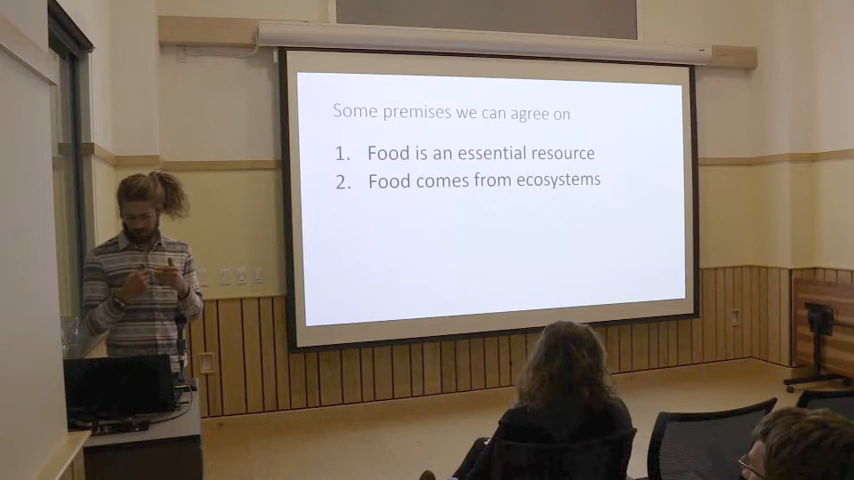 Some premises we can agree on
1. Food is an essential resource
2. Food comes from ecosystems